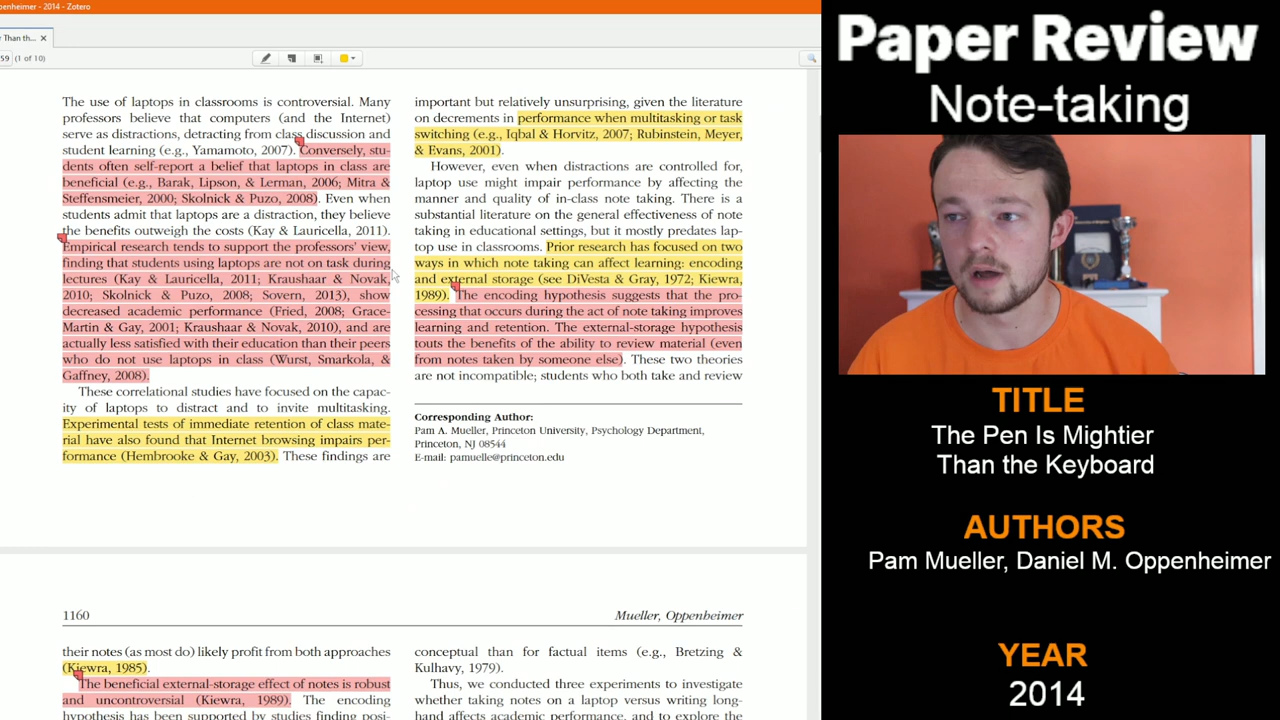 ppenheimer - 2014 - Zotero
r Than th...
59 (1 of 10)
The use of laptops in classrooms is controversial. Many
professors believe that computers (and the Internet)
serve as distractions, detracting from class discussion and
student learning (e.g., Yamamoto, 2007). Conversely, stu-
dents often self-report a belief that laptops in class are
beneficial (e.g., Barak, Lipson, & Lerman, 2006; Mitra &
Steffensmeier, 2000; Skolnick & Puzo, 2008). Even when
students admit that laptops are a distraction, they believe
the benefits outweigh the costs (Kay & Lauricella, 2011).
Empirical research tends to support the professors' view,
finding that students using laptops are not on task during
lectures (Kay & Lauricella, 2011; Kraushaar & Novak,
2010; Skolnick & Puzo, 2008; Sovern, 2013), show
decreased academic performance (Fried, 2008; Grace-
Martin & Gay, 2001; Kraushaar & Novak, 2010), and are
actually less satisfied with their education than their peers
who do not use laptops in class (Wurst, Smarkola, &
Gaffney, 2008).
These correlational studies have focused on the capac-
ity of laptops to distract and to invite multitasking.
Experimental tests of immediate retention of class mate-
rial have also found that Internet browsing impairs per-
formance (Hembrooke & Gay, 2003). These findings are
important but relatively unsurprising, given the literature
on decrements in performance when multitasking or task
switching (e.g., Iqbal & Horvitz, 2007; Rubinstein, Meyer,
& Evans, 2001).
However, even when distractions are controlled for,
laptop use might impair performance by affecting the
manner and quality of in-class note taking. There is a
substantial literature on the general effectiveness of note
taking in educational settings, but it mostly predates lap-
top use in classrooms. Prior research has focused on two
ways in which note taking can affect learning: encoding
and external storage (see DiVesta & Gray, 1972; Kiewra,
1989). The encoding hypothesis suggests that the pro-
cessing that occurs during the act of note taking improves
learning and retention. The external-storage hypothesis
touts the benefits of the ability to review material (even
from notes taken by someone else). These two theories
are not incompatible; students who both take and review
Corresponding Author:
Pam A. Mueller, Princeton University, Psychology Department,
Princeton, NJ 08544
E-mail: pamuelle@princeton.edu
1160
Mueller, Oppenheimer
their notes (as most do) likely profit from both approaches
(Kiewra, 1985).
The beneficial external-storage effect of notes is robust
and uncontroversial (Kiewra, 1989). The encoding
hypothesis has been supported by studies finding posi-
conceptual than for factual items (e.g., Bretzing &
Kulhavy, 1979).
Thus, we conducted three experiments to investigate
whether taking notes on a laptop versus writing long-
hand affects academic performance, and to explore the
Paper Review
Note-taking
TITLE
The Pen Is Mightier
Than the Keyboard
AUTHORS
Pam Mueller, Daniel M. Oppenheimer
YEAR
2014